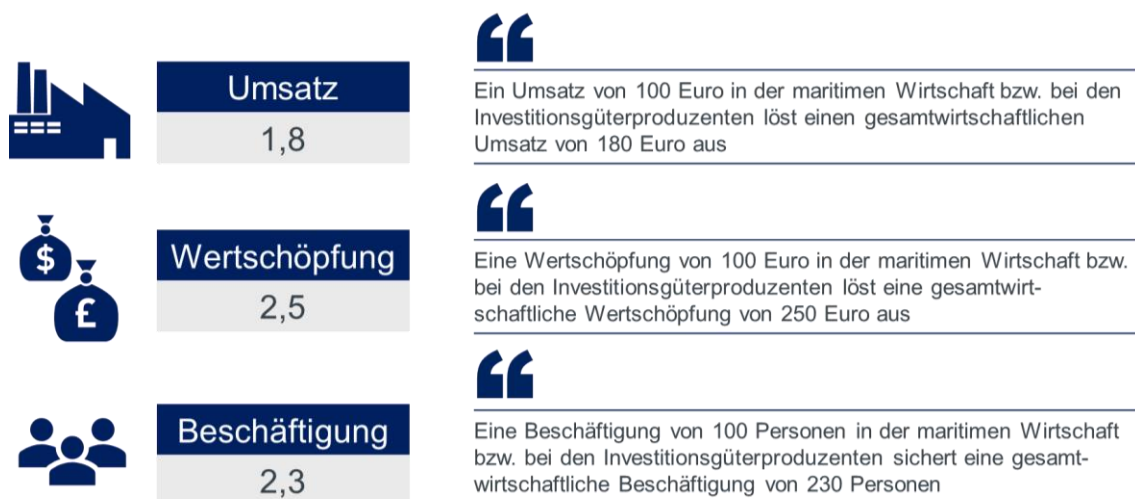 Umsatz
1,8
Ein Umsatz von 100 Euro in der maritimen Wirtschaft bzw. bei den
Investitionsgüterproduzenten löst einen gesamtwirtschaftlichen
Umsatz von 180 Euro aus
$
£
Wertschöpfung
2,5
Eine Wertschöpfung von 100 Euro in der maritimen Wirtschaft bzw.
bei den Investitionsgüterproduzenten löst eine gesamtwirt-
schaftliche Wertschöpfung von 250 Euro aus
Beschäftigung
2,3
Eine Beschäftigung von 100 Personen in der maritimen Wirtschaft
bzw. bei den Investitionsgüterproduzenten sichert eine gesamt-
wirtschaftliche Beschäftigung von 230 Personen